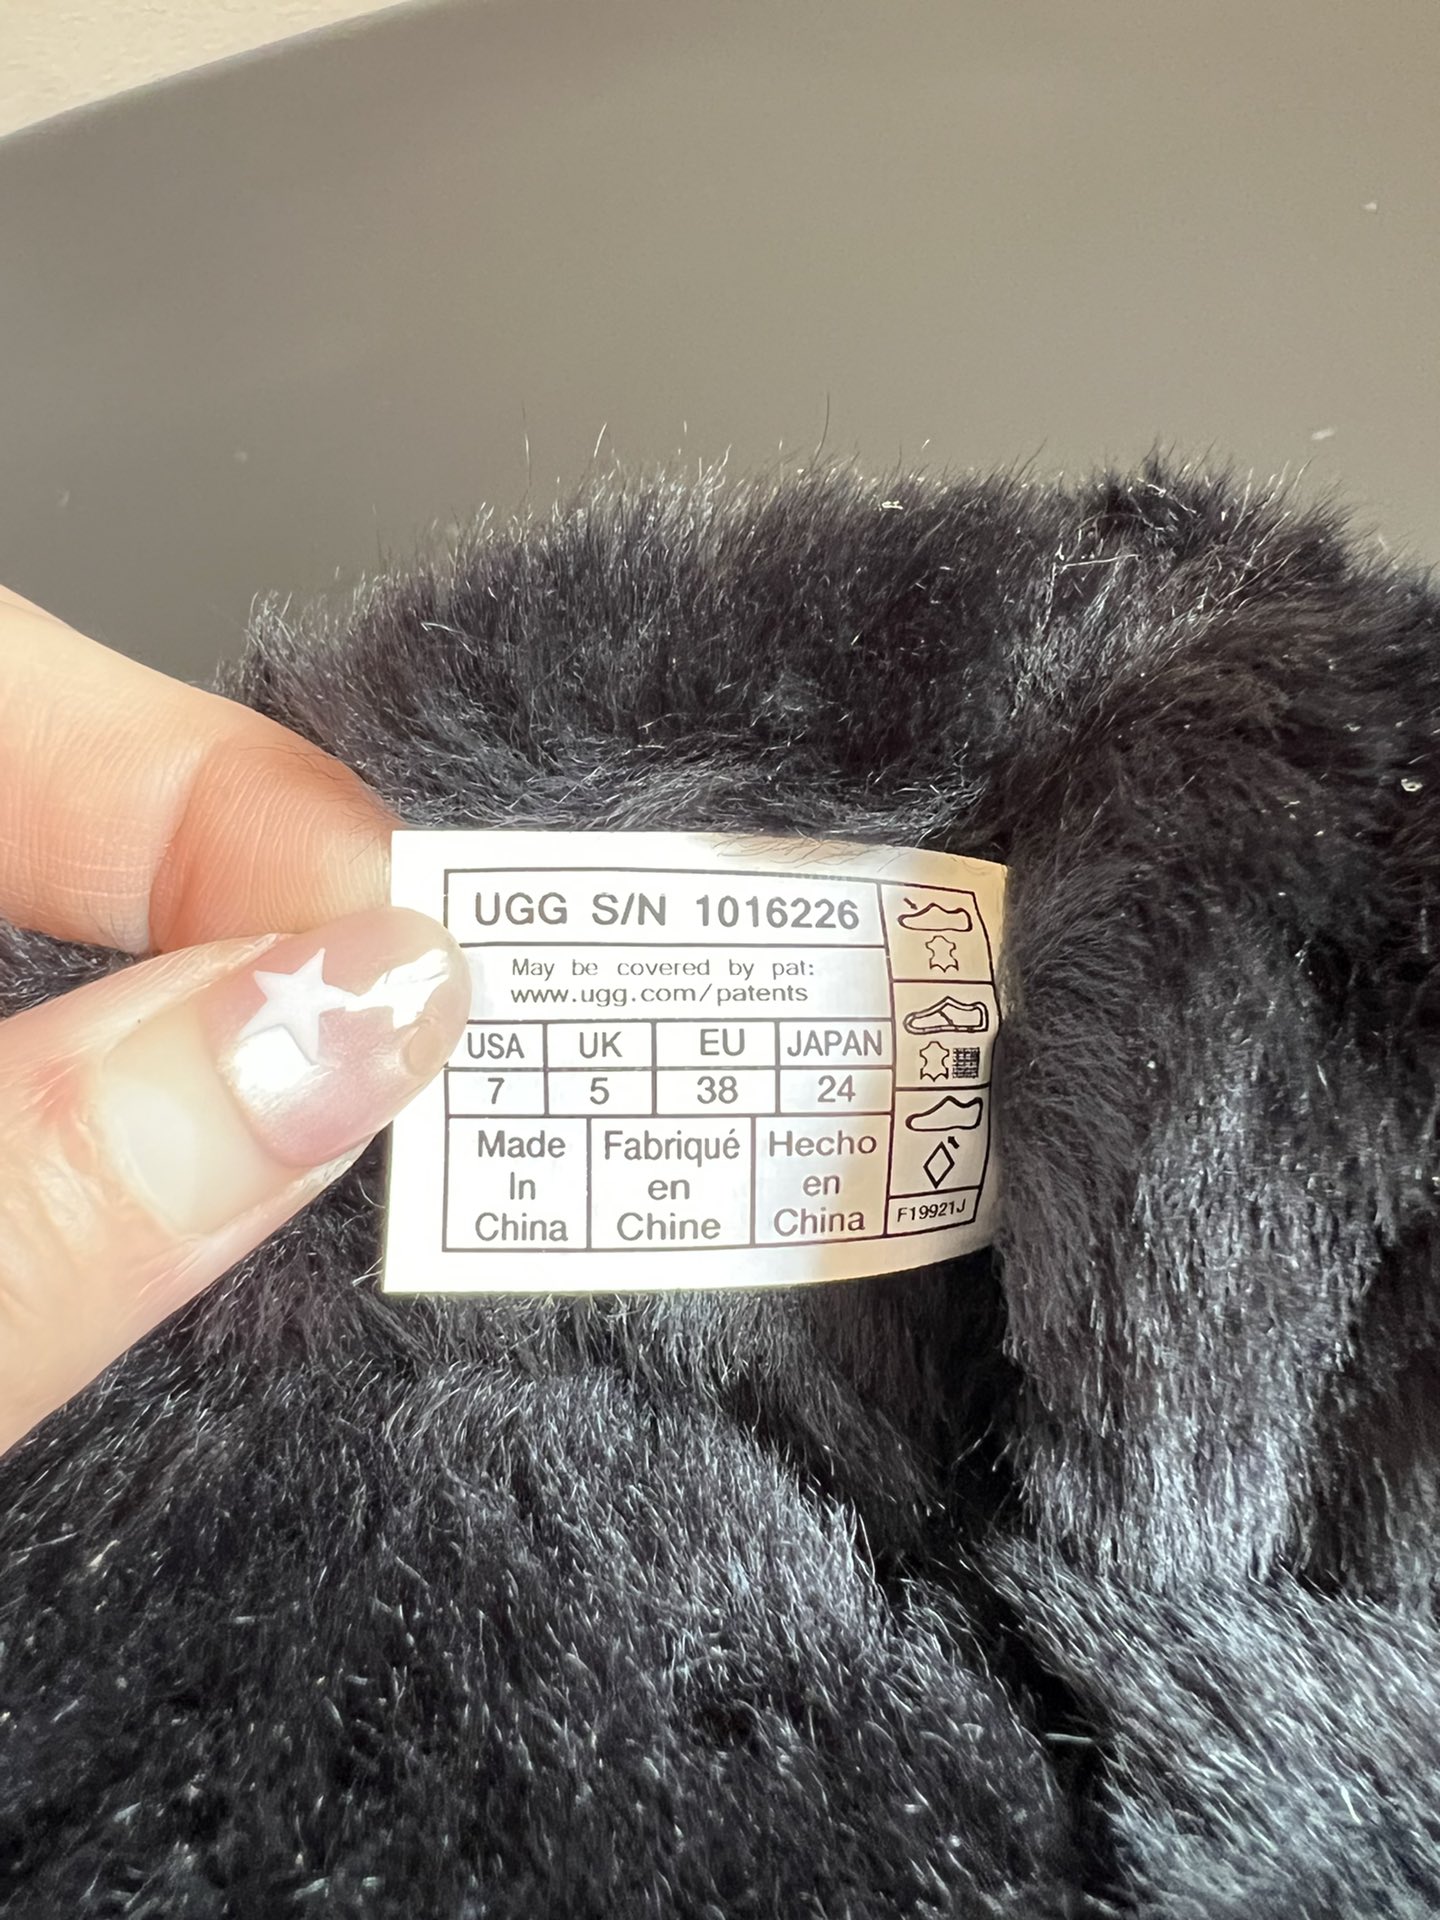 UGG S/N 1016226
May be covered by pat:
www.ugg.com/patents
USA UK EU JAPAN
7 5 38 24
Made
In
China
Fabriqué
en
Chine
Hecho
en
China
F19921J